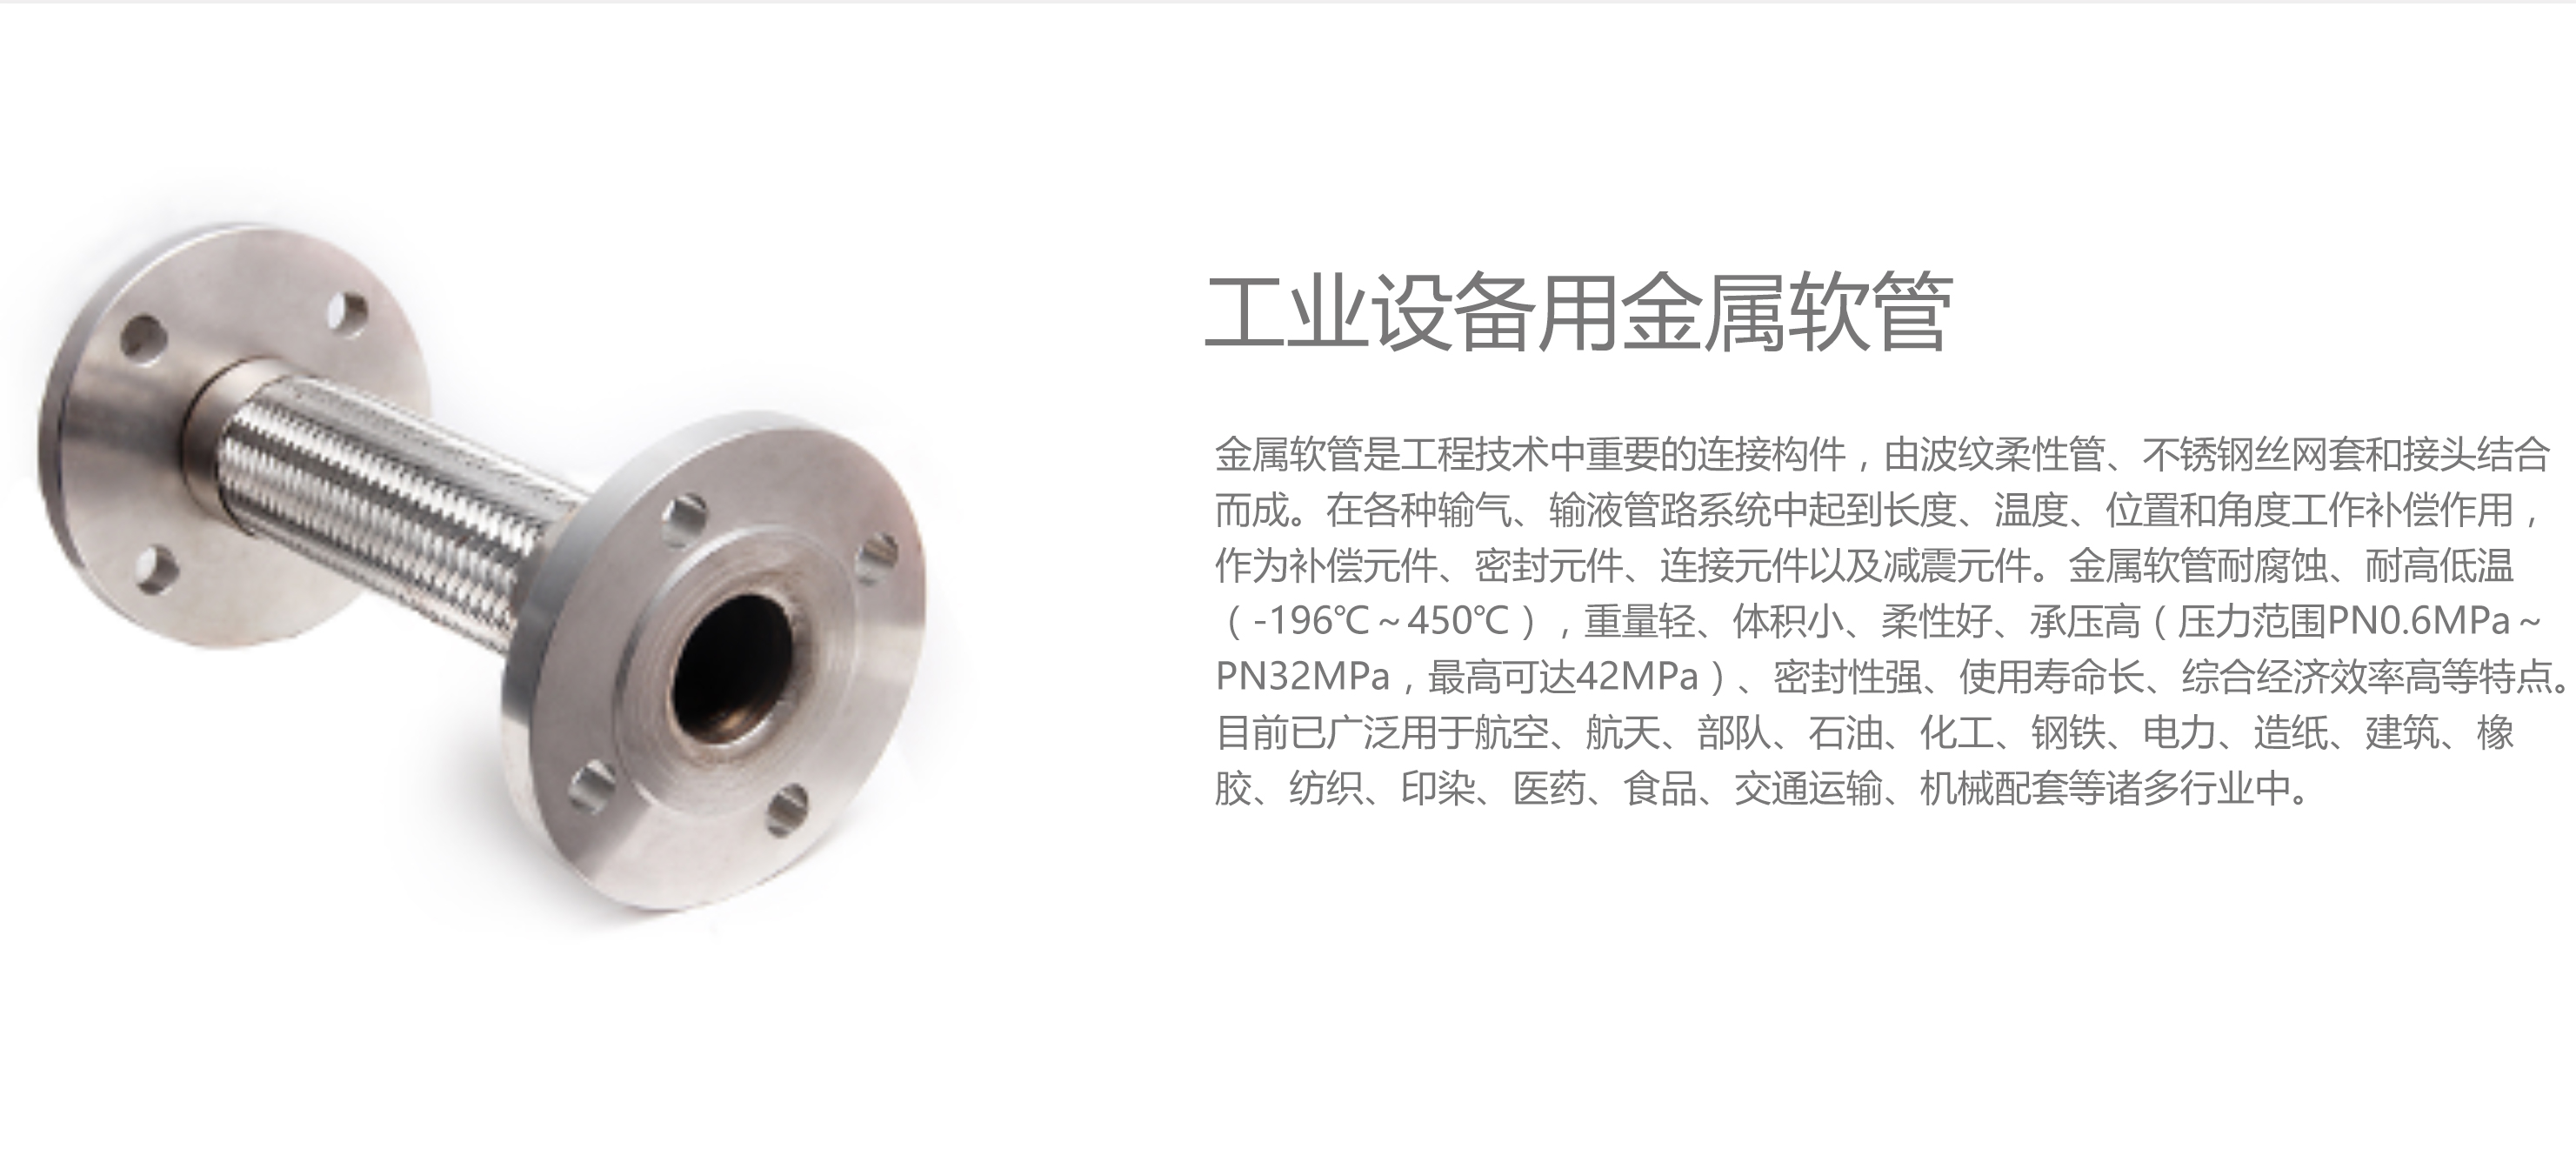 工业设备用金属软管
金属软管是工程技术中重要的连接构件，由波纹柔性管、不锈钢丝网套和接头结合
而成。在各种输气、输液管路系统中起到长度、温度、位置和角度工作补偿作用，
作为补偿元件、密封元件、连接元件以及减震元件。金属软管耐腐蚀、耐高低温
（-196℃～450℃），重量轻、体积小、柔性好、承压高（压力范围PN0.6MPa～
PN32MPa，最高可达42MPa）、密封性强、使用寿命长、综合经济效率高等特点。
目前已广泛用于航空、航天、部队、石油、化工、钢铁、电力、造纸、建筑、橡
胶、纺织、印染、医药、食品、交通运输、机械配套等诸多行业中。